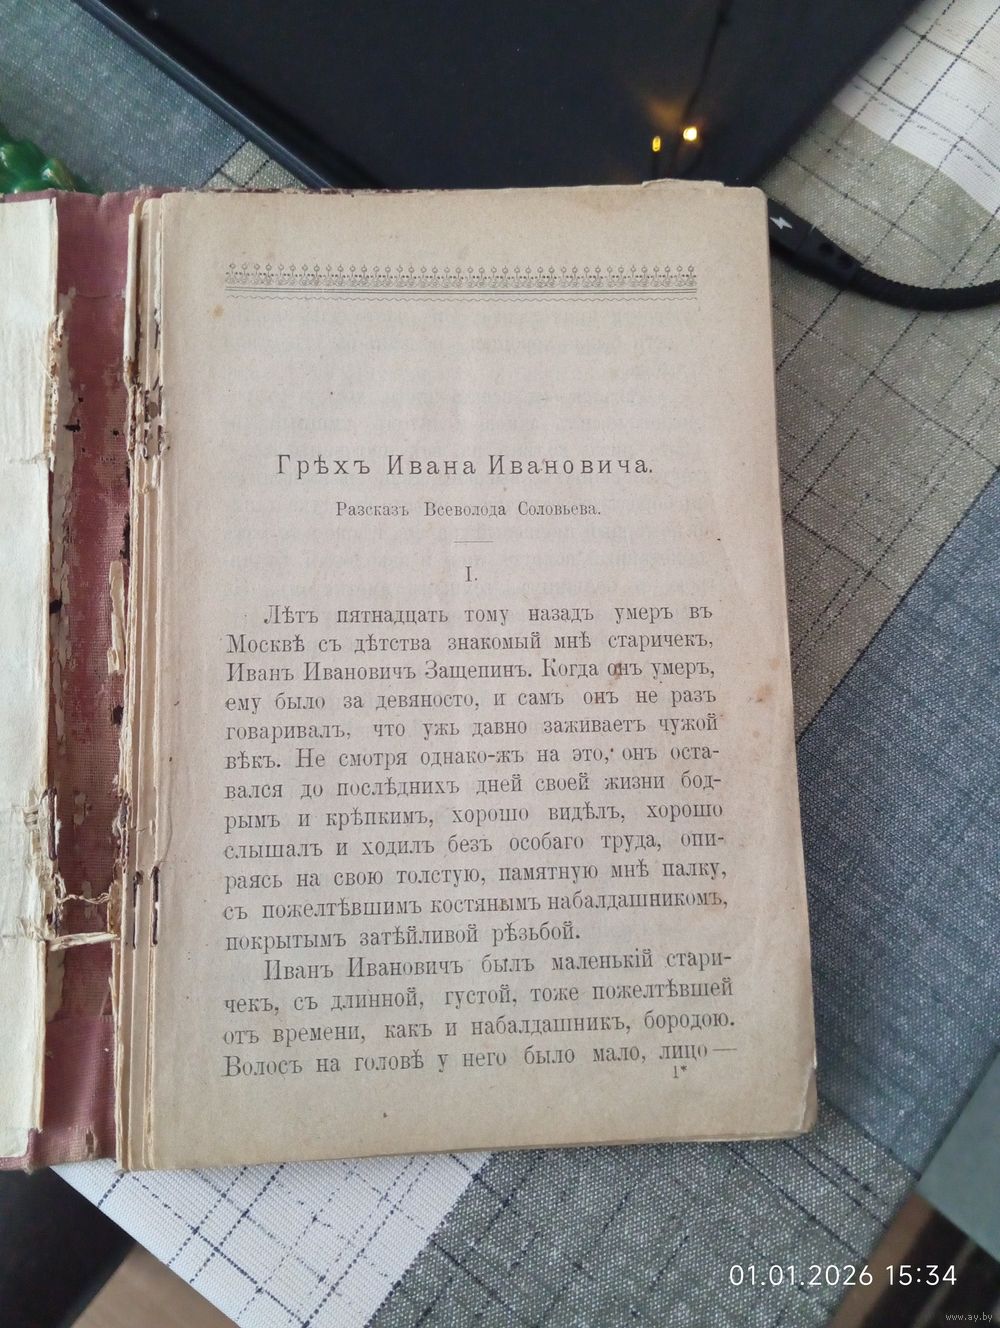 Грѣхъ Ивана Ивановича.
Разсказъ Всеволода Соловьева.
I.
Лѣтъ пятнадцать тому назадъ умеръ въ
Москвѣ съ дѣтства знакомый мнѣ старичекъ,
Иванъ Ивановичъ Защепинъ. Когда онъ умеръ,
ему было за девяносто, и самъ онъ не разъ
говаривалъ, что ужь давно заживаетъ чужой
вѣкъ. Не смотря однако-жъ на это, онъ оста-
вался до послѣднихъ дней своей жизни бод-
рымъ и крѣпкимъ, хорошо видѣлъ, хорошо
слышалъ и ходилъ безъ особаго труда, опи-
раясь на свою толстую, памятную мнѣ палку,
съ пожелтѣвшимъ костянымъ набалдашникомъ,
покрытымъ затѣйливой рѣзьбой.
Иванъ Ивановичъ былъ маленькій стари-
чекъ, съ длинной, густой, тоже пожелтѣвшей
отъ времени, какъ и набалдашникъ, бородою.
Волосъ на головѣ у него было мало, лицо —
1*
01.01.2026 15:34
www.ay.by